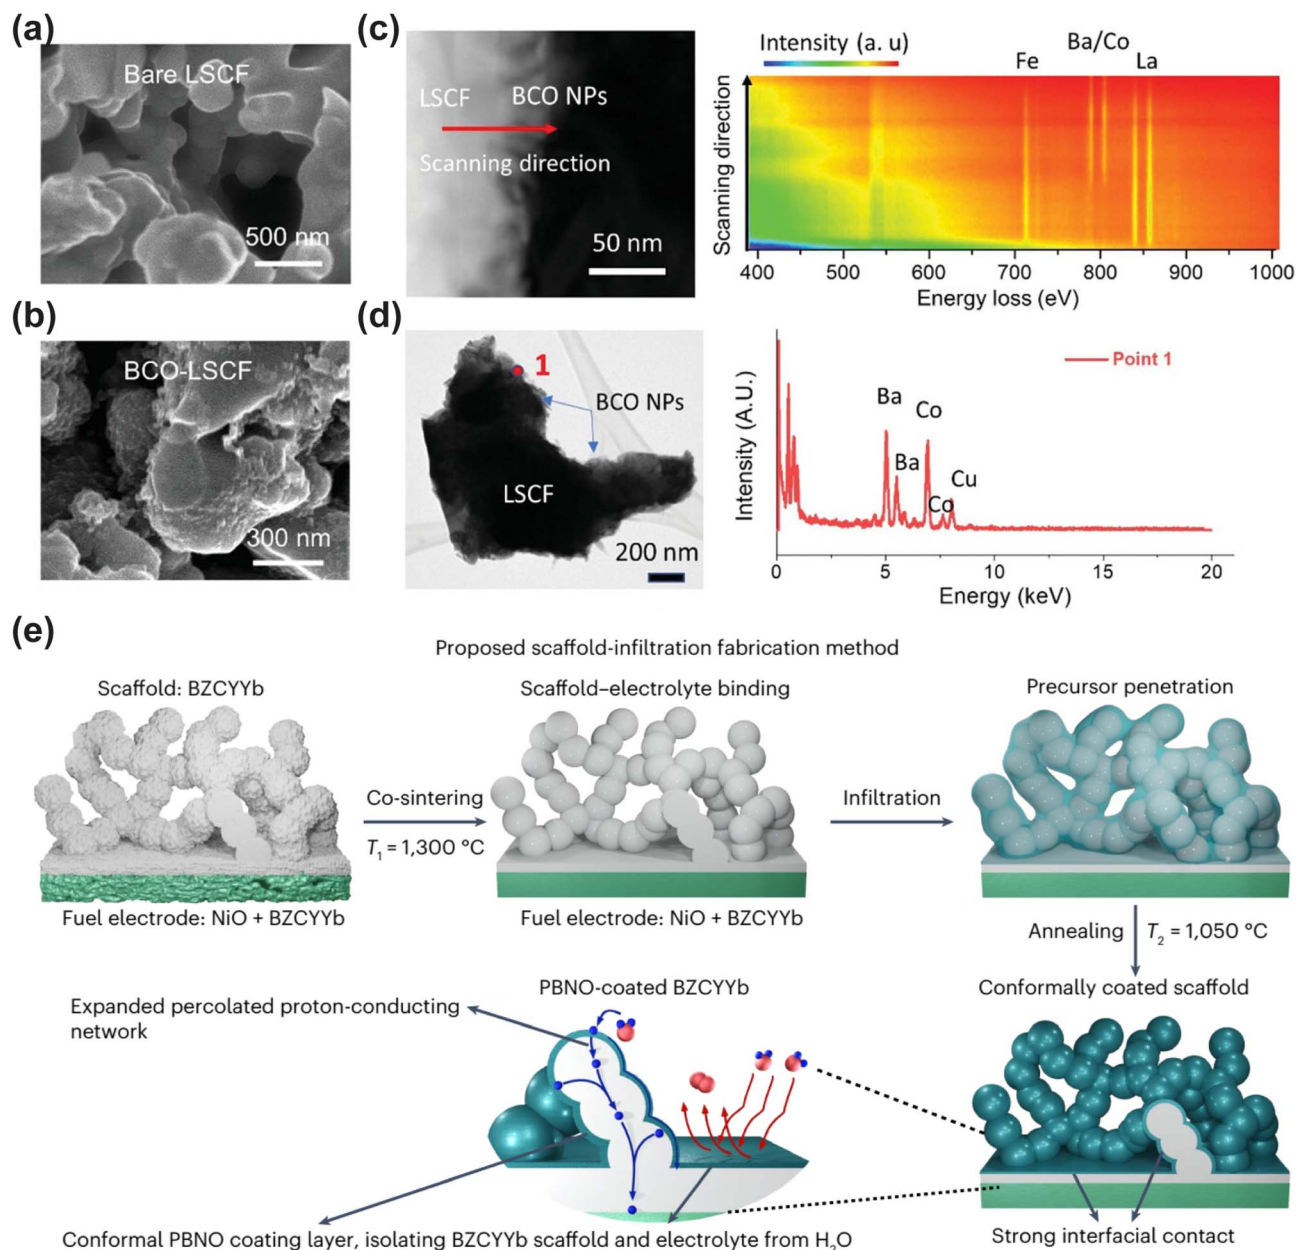 (a)
Bare LSCF
500 nm
(c)
LSCF
BCO NPs
Scanning direction
50 nm
Intensity (a. u)
Fe
Ba/Co
La
Scanning direction
400 500 600 700 800 900 1000
Energy loss (eV)
(b)
BCO-LSCF
300 nm
(d)
1
BCO NPs
LSCF
200 nm
Point 1
Ba
Co
Ba
Co
Cu
Intensity (A.U.)
0 5 10 15 20
Energy (keV)
(e)
Proposed scaffold-infiltration fabrication method
Scaffold: BZCYYb
Scaffold–electrolyte binding
Precursor penetration
Co-sintering
T₁ = 1,300 °C
Infiltration
Fuel electrode: NiO + BZCYYb
Fuel electrode: NiO + BZCYYb
Annealing
T₂ = 1,050 °C
PBNO-coated BZCYYb
Conformally coated scaffold
Expanded percolated proton-conducting
network
Conformal PBNO coating layer, isolating BZCYYb scaffold and electrolyte from H₂O
Strong interfacial contact